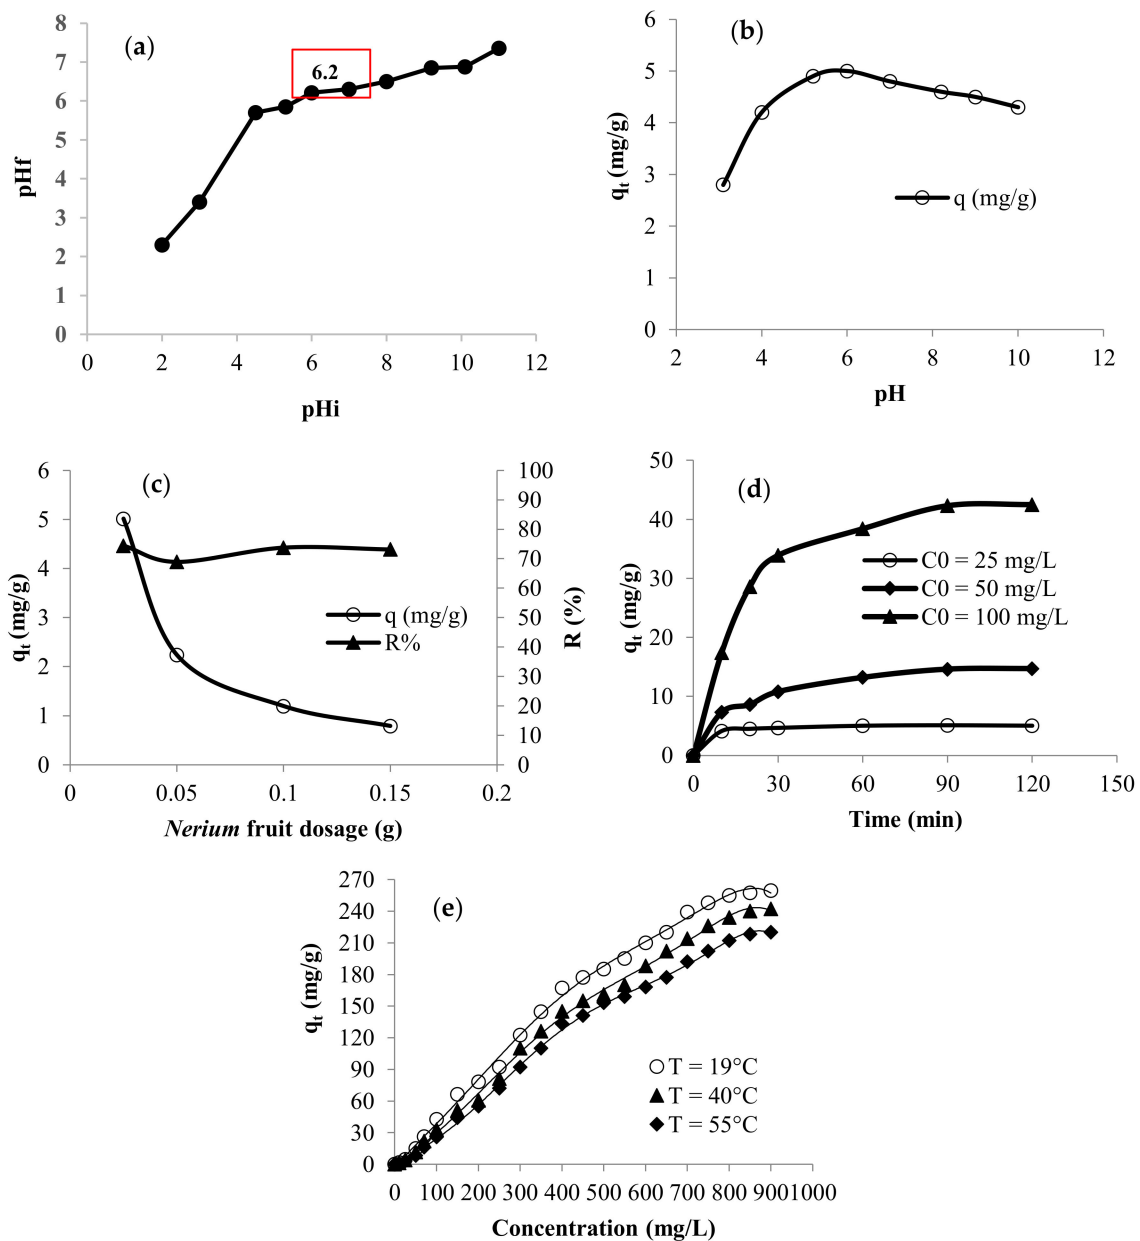 (a)
8
7
6
5
4
3
2
1
0
6.2
pHf
0 2 4 6 8 10 12
pHi
(b)
6
5
4
3
2
1
0
qt (mg/g)
q (mg/g)
2 4 6 8 10 12
pH
(c)
6
5
4
3
2
1
0
qt (mg/g)
100
90
80
70
60
50
40
30
20
10
0
R (%)
q (mg/g)
R%
0 0.05 0.1 0.15 0.2
Nerium fruit dosage (g)
(d)
50
40
30
20
10
0
qt (mg/g)
C0 = 25 mg/L
C0 = 50 mg/L
C0 = 100 mg/L
0 30 60 90 120 150
Time (min)
(e)
270
240
210
180
150
120
90
60
30
0
qt (mg/g)
T = 19°C
T = 40°C
T = 55°C
0 100 200 300 400 500 600 700 800 900 1000
Concentration (mg/L)